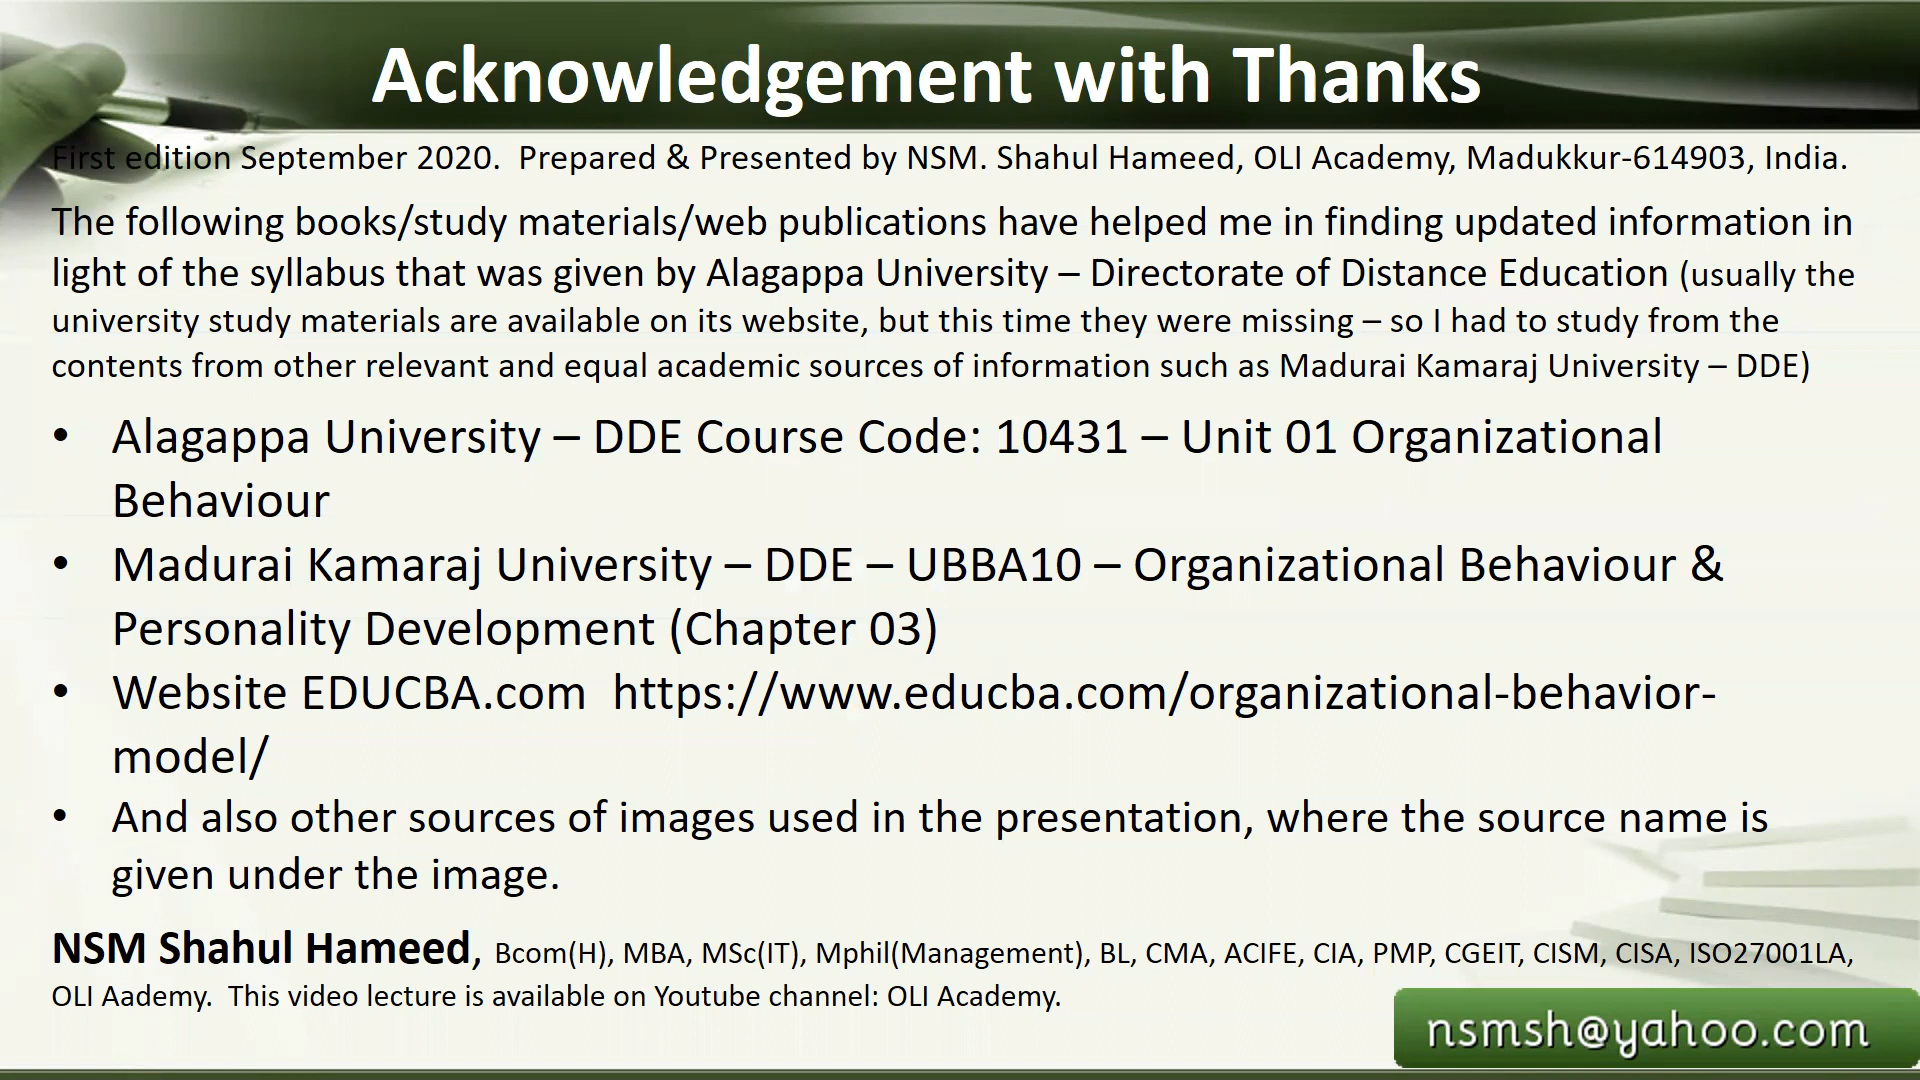 Acknowledgement with Thanks
First edition September 2020.  Prepared & Presented by NSM. Shahul Hameed, OLI Academy, Madukkur-614903, India.
The following books/study materials/web publications have helped me in finding updated information in
light of the syllabus that was given by Alagappa University – Directorate of Distance Education (usually the
university study materials are available on its website, but this time they were missing – so I had to study from the
contents from other relevant and equal academic sources of information such as Madurai Kamaraj University – DDE)
• Alagappa University – DDE Course Code: 10431 – Unit 01 Organizational
Behaviour
• Madurai Kamaraj University – DDE – UBBA10 – Organizational Behaviour &
Personality Development (Chapter 03)
• Website EDUCBA.com  https://www.educba.com/organizational-behavior-
model/
• And also other sources of images used in the presentation, where the source name is
given under the image.
NSM Shahul Hameed, Bcom(H), MBA, MSc(IT), Mphil(Management), BL, CMA, ACIFE, CIA, PMP, CGEIT, CISM, CISA, ISO27001LA,
OLI Aademy.  This video lecture is available on Youtube channel: OLI Academy.
nsmsh@yahoo.com